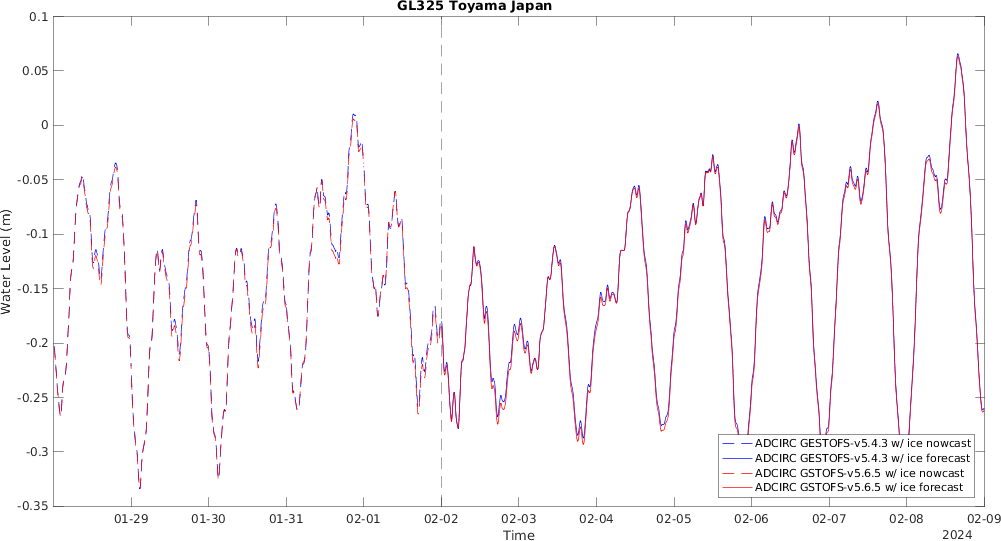 GL325 Toyama Japan
0.1
0.05
0
-0.05
-0.1
-0.15
-0.2
-0.25
-0.3
-0.35
Water Level (m)
ADCIRC GESTOFS-v5.4.3 w/ ice nowcast
ADCIRC GESTOFS-v5.4.3 w/ ice forecast
ADCIRC GSTOFS-v5.6.5 w/ ice nowcast
ADCIRC GSTOFS-v5.6.5 w/ ice forecast
01-29 01-30 01-31 02-01 02-02 02-03 02-04 02-05 02-06 02-07 02-08 02-09
Time
2024